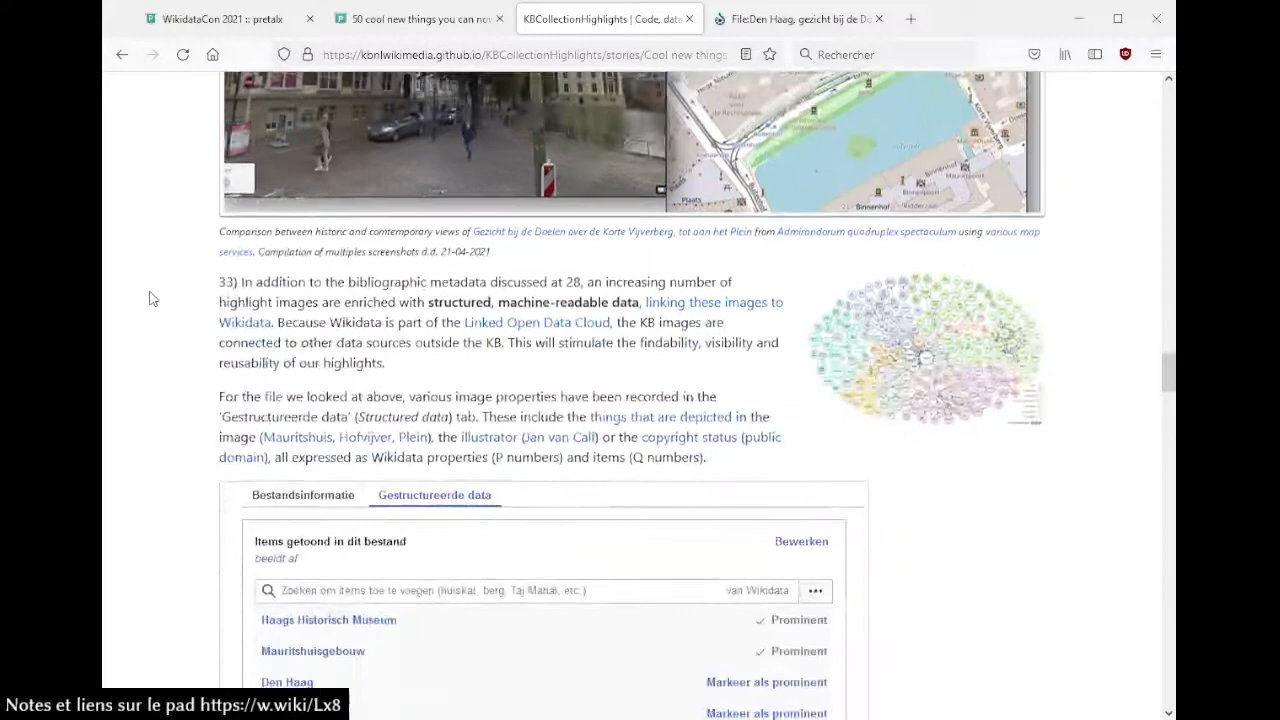 WikidataCon 2021 :: pretalx
50 cool new things you can no
KBCollectionHighlights | Code, data
File:Den Haag, gezicht bij de Do
https://kbnlwikimedia.github.io/KBCollectionHighlights/stories/Cool new things
Rechercher
Plaats
Binnenhof
Binnenhof
Comparison between historic and comtemporary views of Gezicht bij de Doelen over de Korte Vijverberg, tot aan het Plein from Admirandorum quadruplex spectaculum using various map
services. Compilation of multiple screenshots d.d. 21-04-2021
33) In addition to the bibliographic metadata discussed at 28, an increasing number of
highlight images are enriched with structured, machine-readable data, linking these images to
Wikidata. Because Wikidata is part of the Linked Open Data Cloud, the KB images are
connected to other data sources outside the KB. This will stimulate the findability, visibility and
reusability of our highlights.
For the file we looked at above, various image properties have been recorded in the
'Gestructureerde data' (Structured data) tab. These include the things that are depicted in the
image (Mauritshuis, Hofvijver, Plein), the illustrator (Jan van Call) or the copyright status (public
domain), all expressed as Wikidata properties (P numbers) and items (Q numbers).
Bestandsinformatie
Gestructureerde data
Items getoond in dit bestand
Bewerken
beeldt af
Zoeken om items toe te voegen (huiskat, berg, Taj Mahal, etc.)
van Wikidata
Haags Historisch Museum
Prominent
Mauritshuisgebouw
Prominent
Den Haag
Markeer als prominent
Markeer als prominent
Notes et liens sur le pad https://w.wiki/Lx8